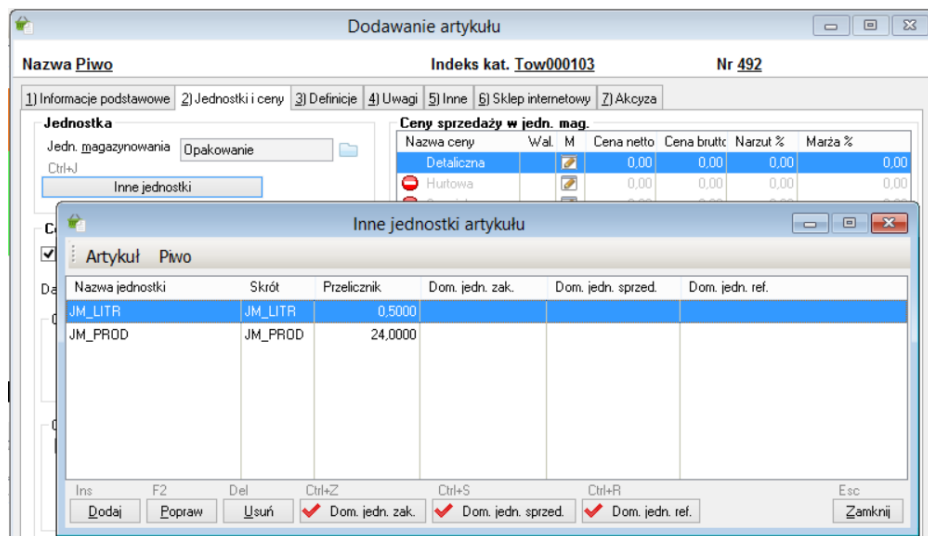 Dodawanie artykułu
Nazwa Piwo Indeks kat. Tow000103 Nr 492
1) Informacje podstawowe 2) Jednostki i ceny 3) Definicje 4) Uwagi 5) Inne 6) Sklep internetowy 7) Akcyza
Jednostka
Jedn. magazynowania Opakowanie
Ctrl+J
Inne jednostki
Ceny sprzedaży w jedn. mag.
Nazwa ceny Wal. M Cena netto Cena brutto Narzut % Marża %
Detaliczna 0,00 0,00 0,00 0,00
Hurtowa 0,00 0,00 0,00 0,00
Inne jednostki artykułu
Artykuł Piwo
Nazwa jednostki Skrót Przelicznik Dom. jedn. zak. Dom. jedn. sprzed. Dom. jedn. ref.
JM_LITR JM_LITR 0,5000
JM_PROD JM_PROD 24,0000
Ins F2 Del Ctrl+Z Ctrl+S Ctrl+R Esc
Dodaj Popraw Usuń Dom. jedn. zak. Dom. jedn. sprzed. Dom. jedn. ref. Zamknij